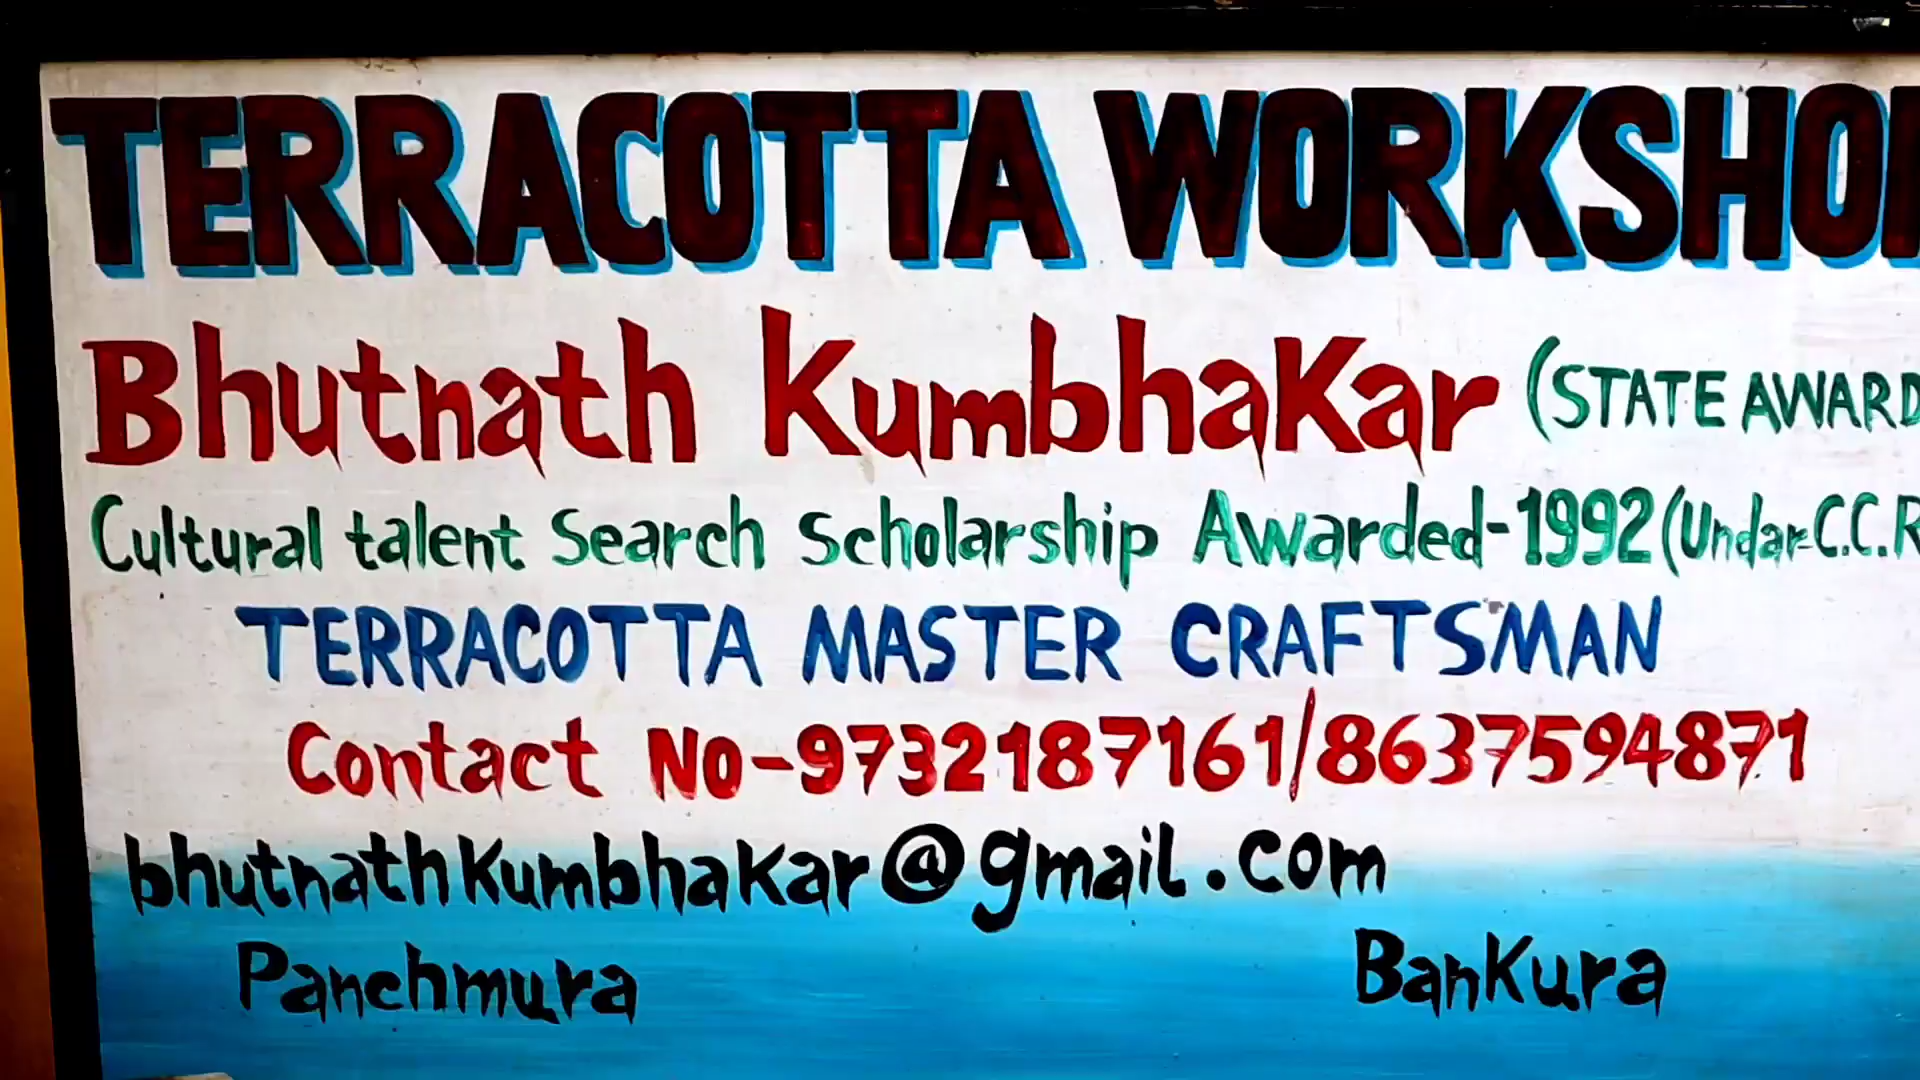 TERRACOTTA WORKSHO
Bhutnath Kumbhakar (STATE AWARD
Cultural talent Search Scholarship Awarded-1992 (Undar-C.C.R
TERRACOTTA MASTER CRAFTSMAN
Contact No-9732187161/8637594871
bhutnathkumbhakar@gmail.com
Panchmura Bankura